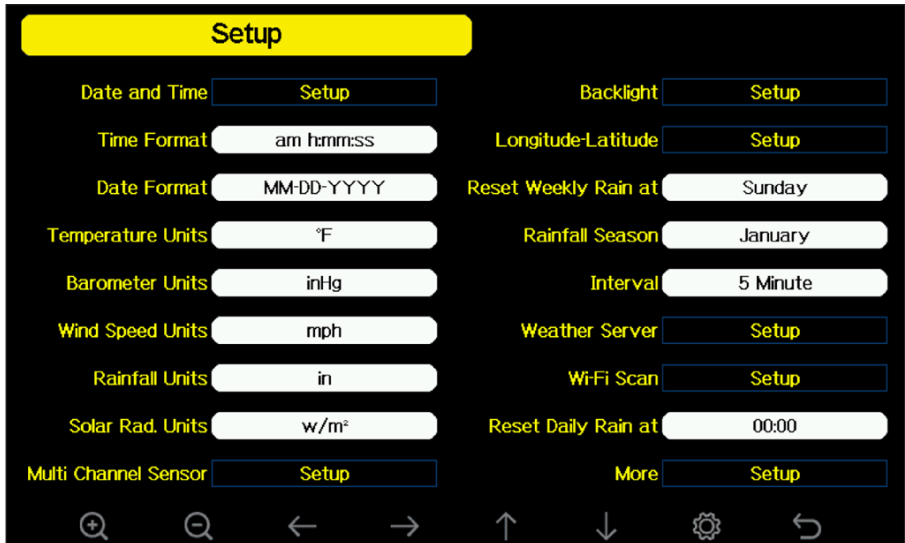 Setup
Date and Time Setup
Time Format am h:mm:ss
Date Format MM-DD-YYYY
Temperature Units °F
Barometer Units inHg
Wind Speed Units mph
Rainfall Units in
Solar Rad. Units w/m²
Multi Channel Sensor Setup
Backlight Setup
Longitude-Latitude Setup
Reset Weekly Rain at Sunday
Rainfall Season January
Interval 5 Minute
Weather Server Setup
Wi-Fi Scan Setup
Reset Daily Rain at 00:00
More Setup